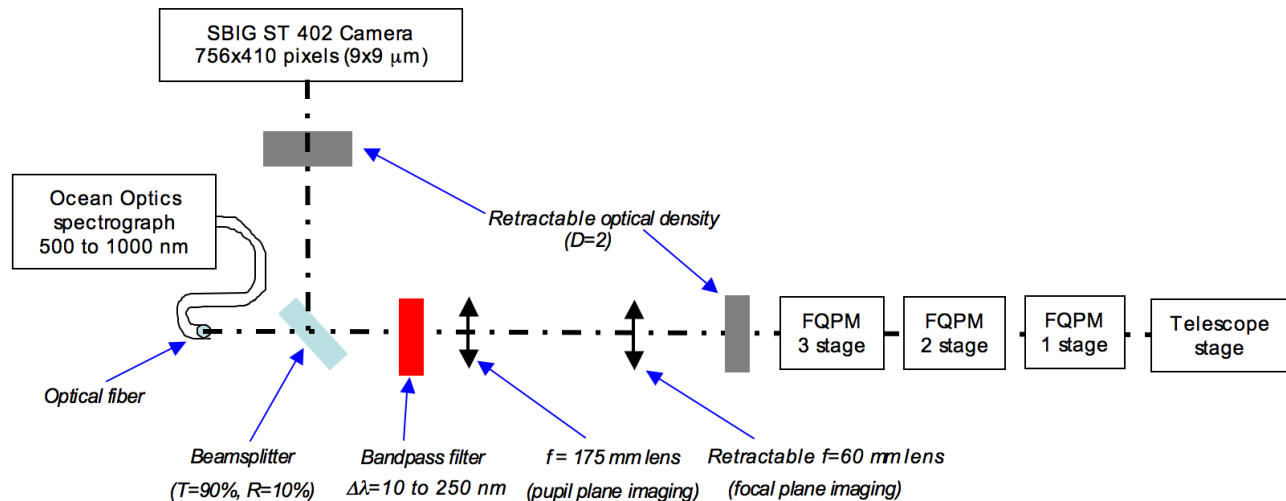 SBIG ST 402 Camera
756x410 pixels (9x9 μm)
Ocean Optics
spectrograph
500 to 1000 nm
Retractable optical density
(D=2)
FQPM
3 stage
FQPM
2 stage
FQPM
1 stage
Telescope
stage
Optical fiber
Beamsplitter
(T=90%, R=10%)
Bandpass filter
Δλ=10 to 250 nm
f = 175 mm lens
(pupil plane imaging)
Retractable f=60 mm lens
(focal plane imaging)